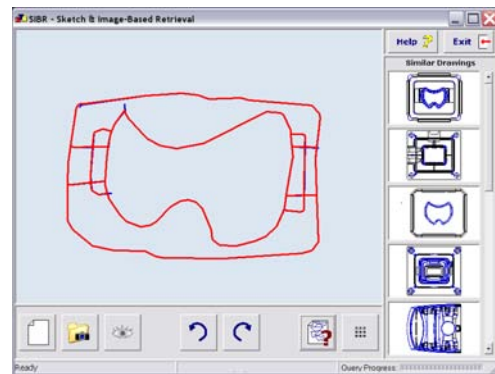 SIBR - Sketch & Image-Based Retrieval
Help
Exit
Similar Drawings
Ready
Query Progress: